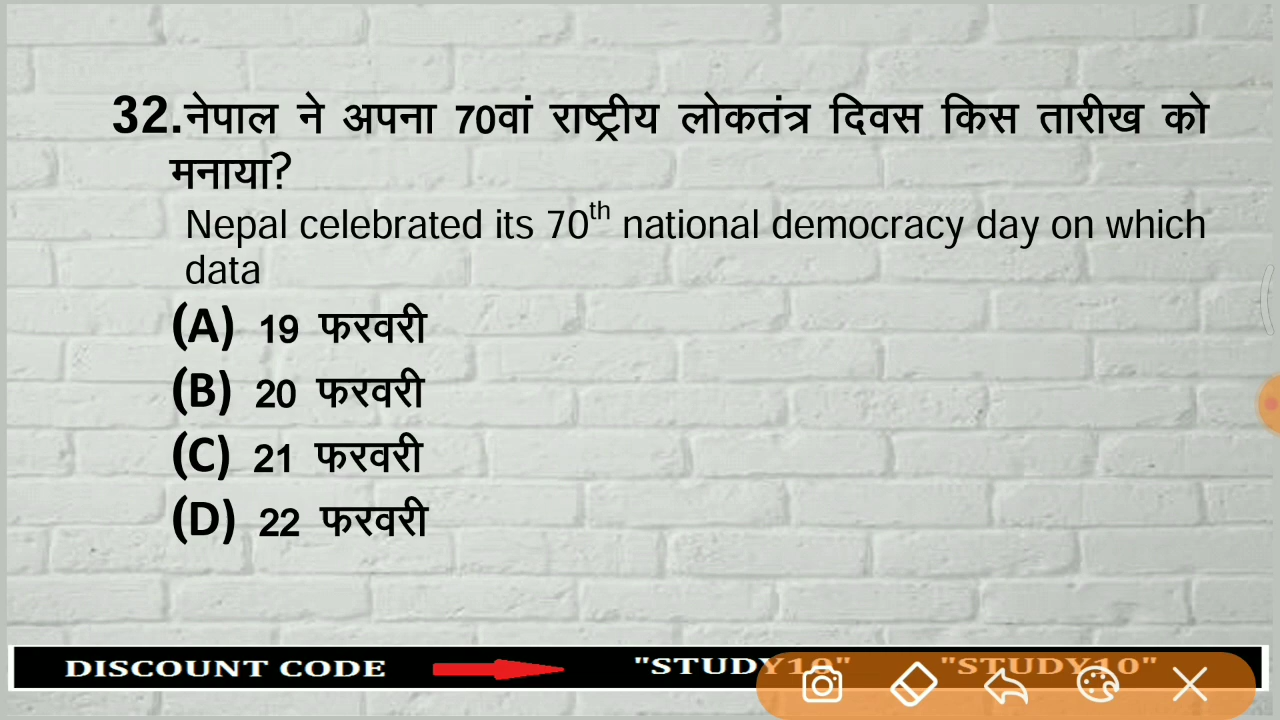 32.नेपाल ने अपना 70वां राष्ट्रीय लोकतंत्र दिवस किस तारीख को
मनाया?
Nepal celebrated its 70th national democracy day on which
data
(A) 19 फरवरी
(B) 20 फरवरी
(C) 21 फरवरी
(D) 22 फरवरी
DISCOUNT CODE "STUDY10" "STUDY10"